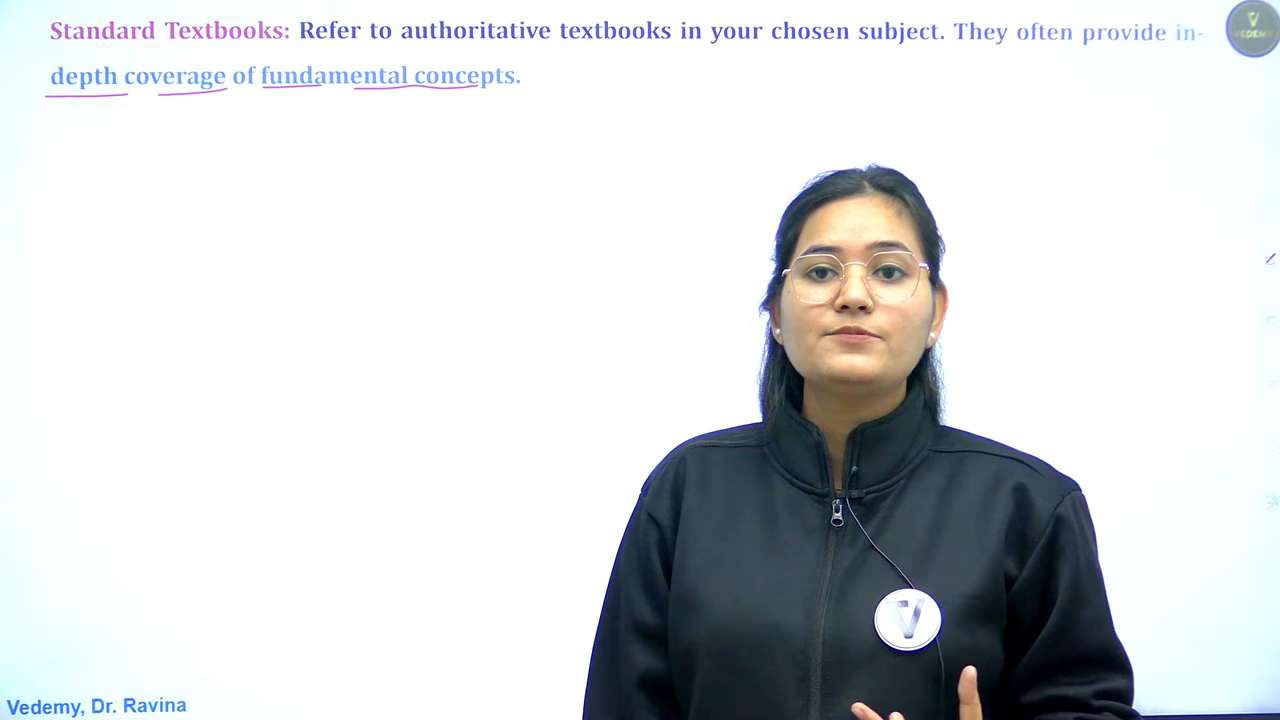 Standard Textbooks: Refer to authoritative textbooks in your chosen subject. They often provide in-
depth coverage of fundamental concepts.
V
VEDEMY
V
Vedemy, Dr. Ravina